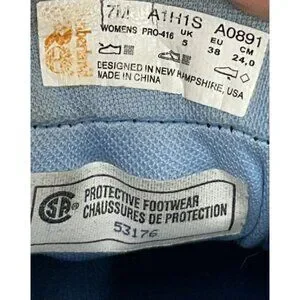 7M A1H1S A0891
WOMENS PRO-416 UK EU CM
5 38 24,0
DESIGNED IN NEW HAMPSHIRE, USA
MADE IN CHINA
PROTECTIVE FOOTWEAR
CHAUSSURES DE PROTECTION
53176